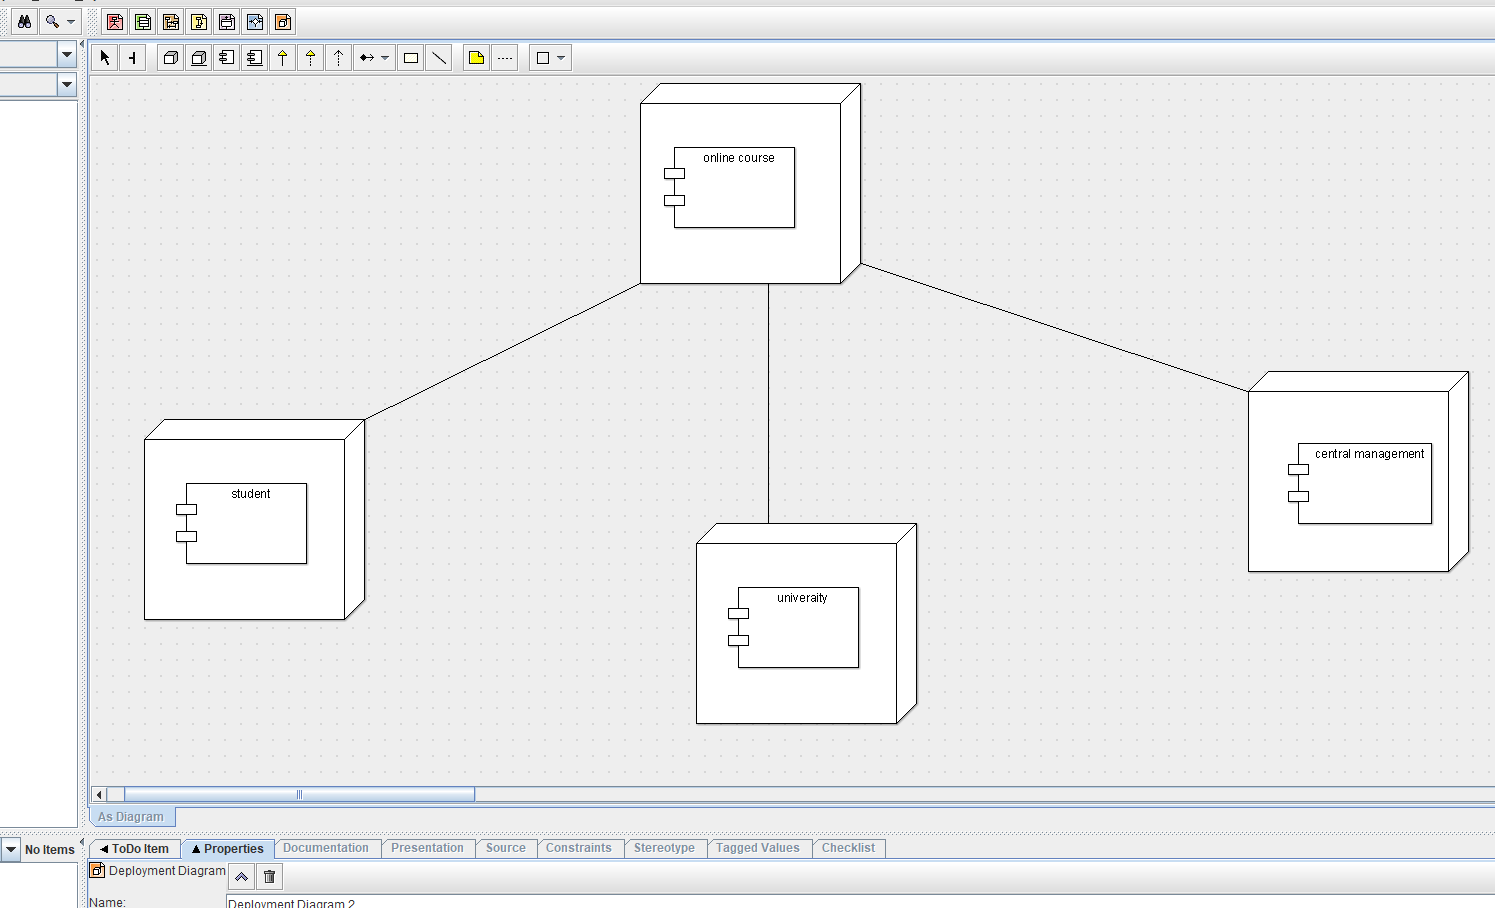 online course
student
central management
univeraity
As Diagram
No Items
ToDo Item
Properties
Documentation
Presentation
Source
Constraints
Stereotype
Tagged Values
Checklist
Deployment Diagram
Name:
Deployment Diagram 2